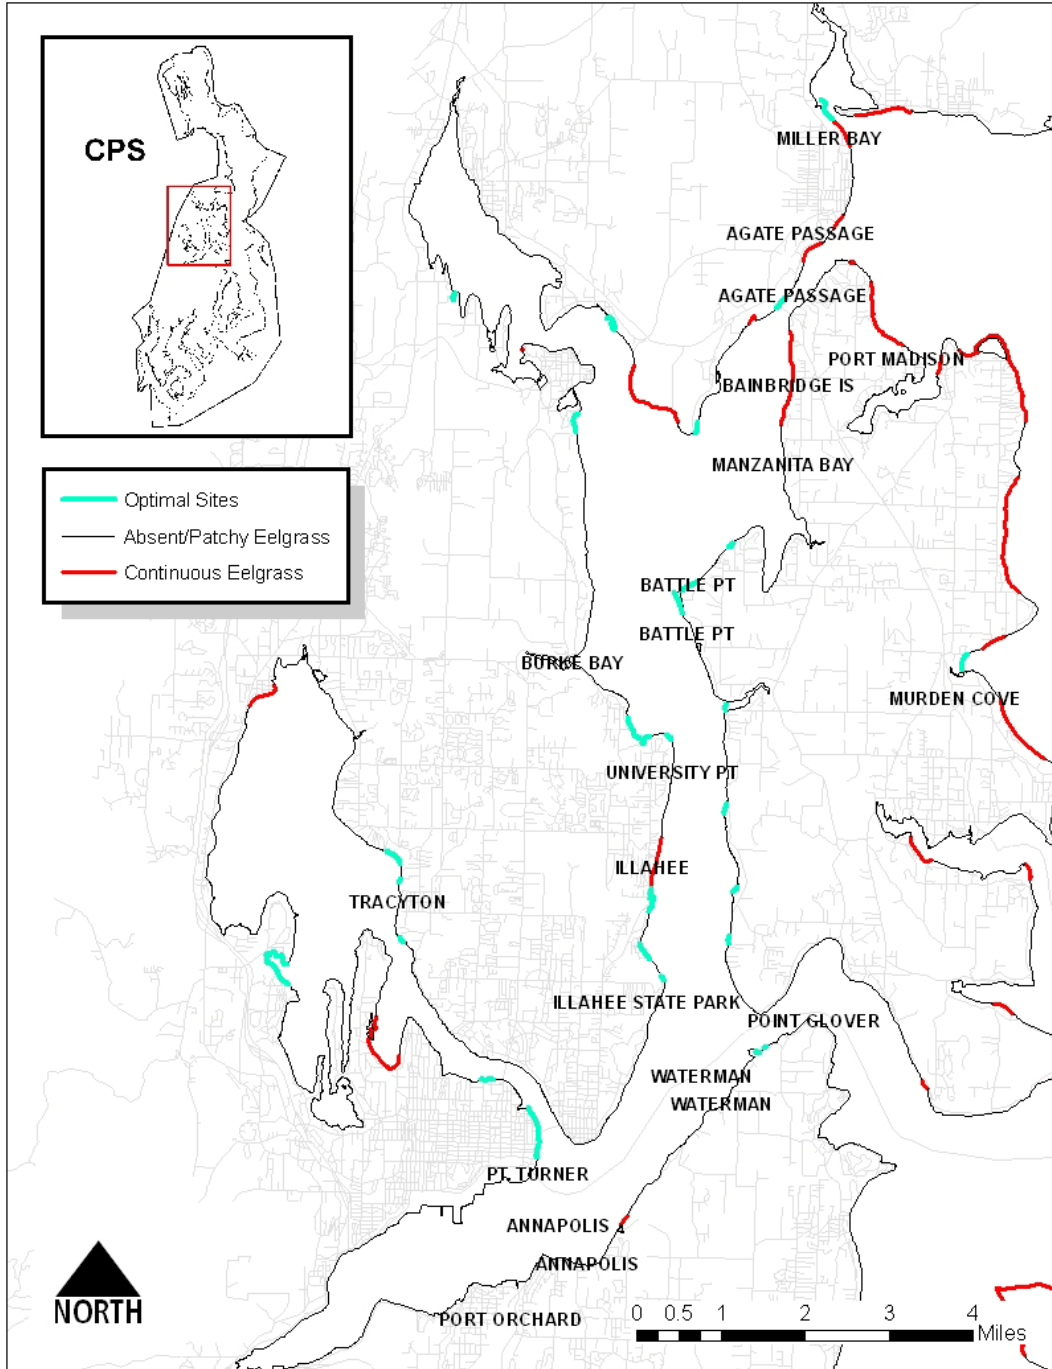 CPS
MILLER BAY
AGATE PASSAGE
AGATE PASSAGE
PORT MADISON
BAINBRIDGE IS
MANZANITA BAY
Optimal Sites
Absent/Patchy Eelgrass
Continuous Eelgrass
BATTLE PT
BATTLE PT
BURKE BAY
MURDEN COVE
UNIVERSITY PT
ILLAHEE
TRACYTON
ILLAHEE STATE PARK
POINT GLOVER
WATERMAN
WATERMAN
PT. TURNER
ANNAPOLIS
ANNAPOLIS
PORT ORCHARD
NORTH
0 0.5 1 2 3 4
Miles